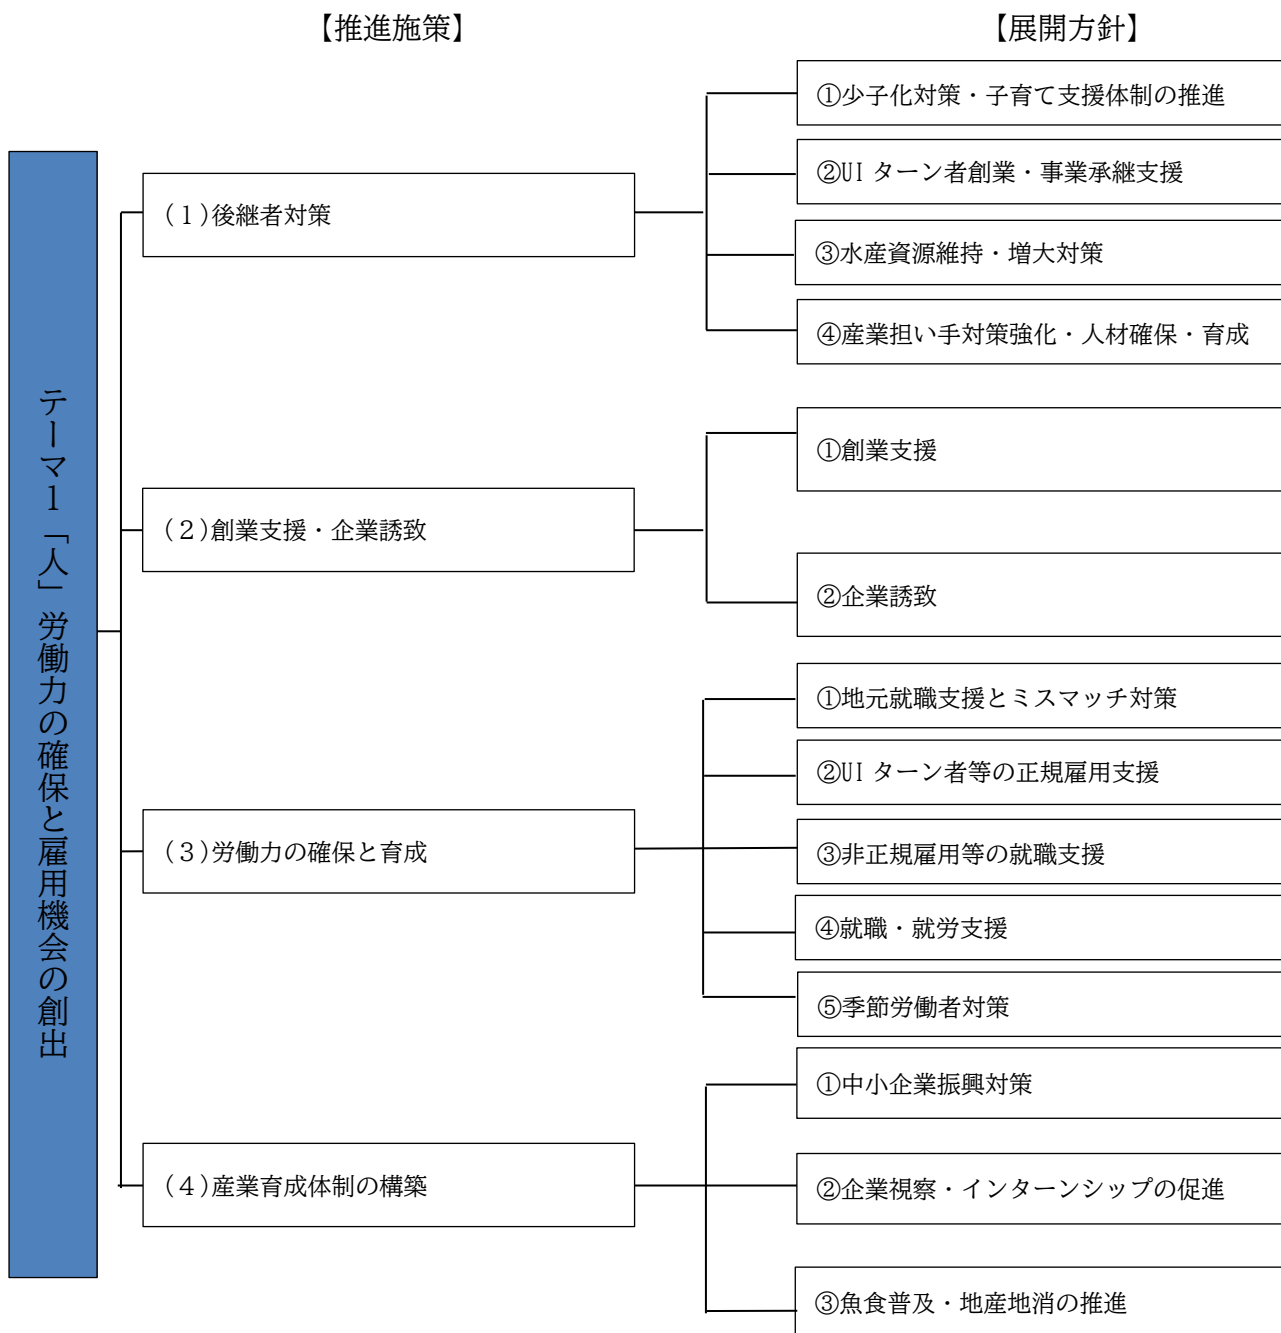 【推進施策】
【展開方針】
テーマ1「人」労働力の確保と雇用機会の創出
(1)後継者対策
①少子化対策・子育て支援体制の推進
②UIターン者創業・事業承継支援
③水産資源維持・増大対策
④産業担い手対策強化・人材確保・育成
(2)創業支援・企業誘致
①創業支援
②企業誘致
(3)労働力の確保と育成
①地元就職支援とミスマッチ対策
②UIターン者等の正規雇用支援
③非正規雇用等の就職支援
④就職・就労支援
⑤季節労働者対策
(4)産業育成体制の構築
①中小企業振興対策
②企業視察・インターンシップの促進
③魚食普及・地産地消の推進